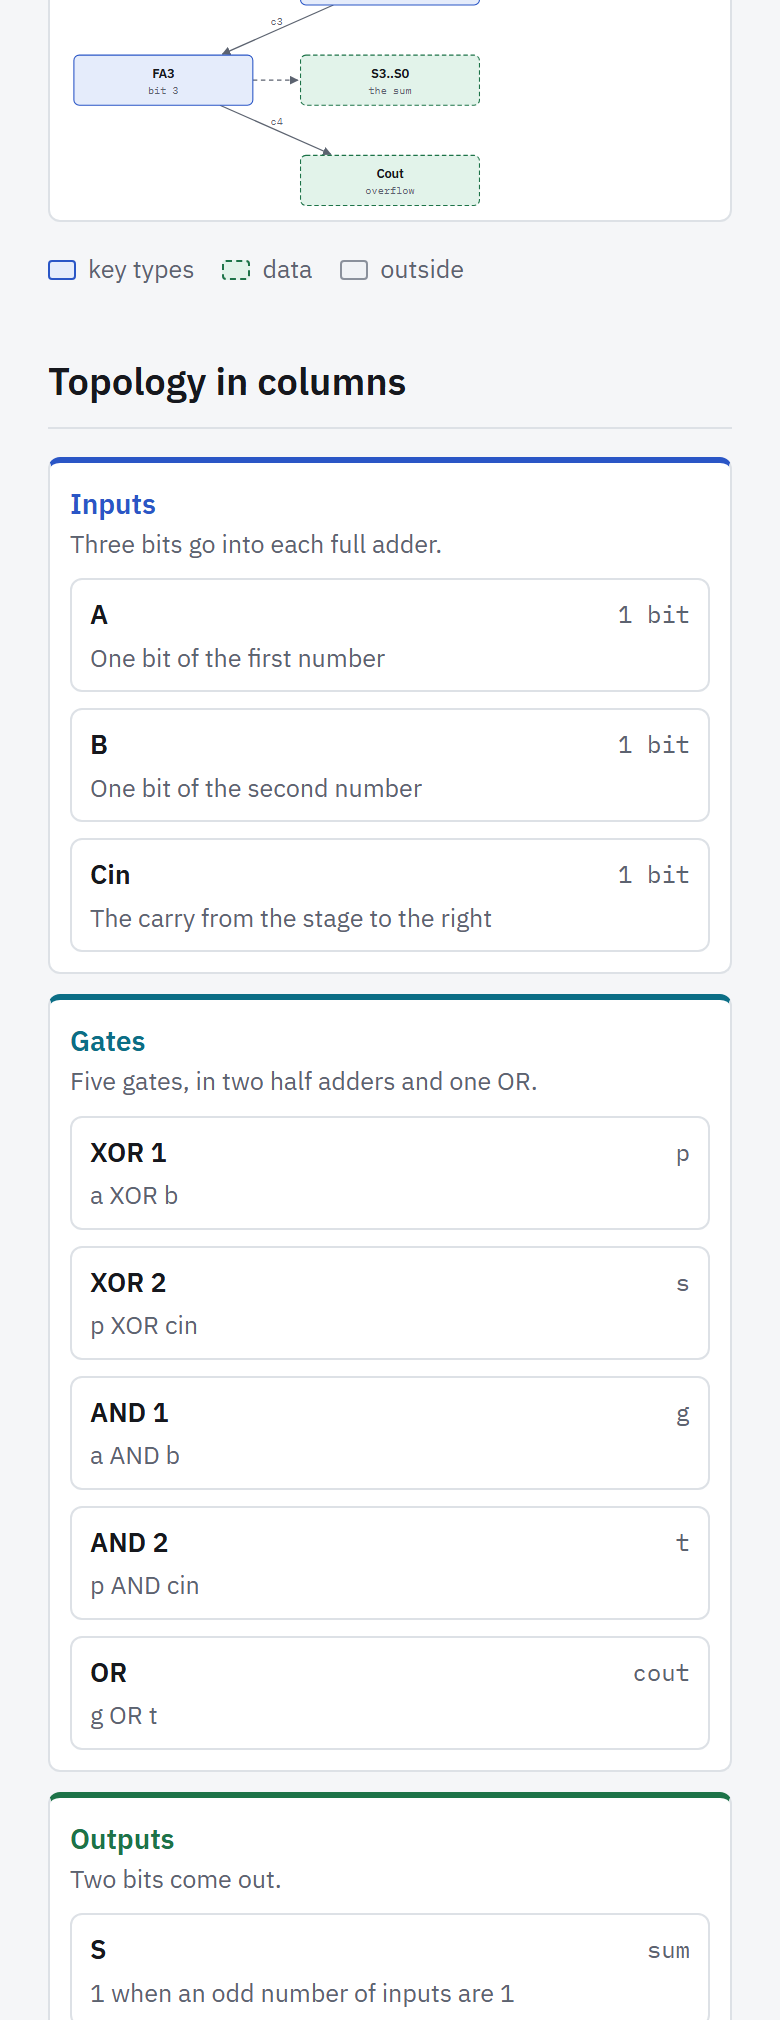 c3
FA3
bit 3
S3..S0
the sum
c4
Cout
overflow
key types
data
outside
Topology in columns
Inputs
Three bits go into each full adder.
A
1 bit
One bit of the first number
B
1 bit
One bit of the second number
Cin
1 bit
The carry from the stage to the right
Gates
Five gates, in two half adders and one OR.
XOR 1
p
a XOR b
XOR 2
s
p XOR cin
AND 1
g
a AND b
AND 2
t
p AND cin
OR
cout
g OR t
Outputs
Two bits come out.
S
sum
1 when an odd number of inputs are 1